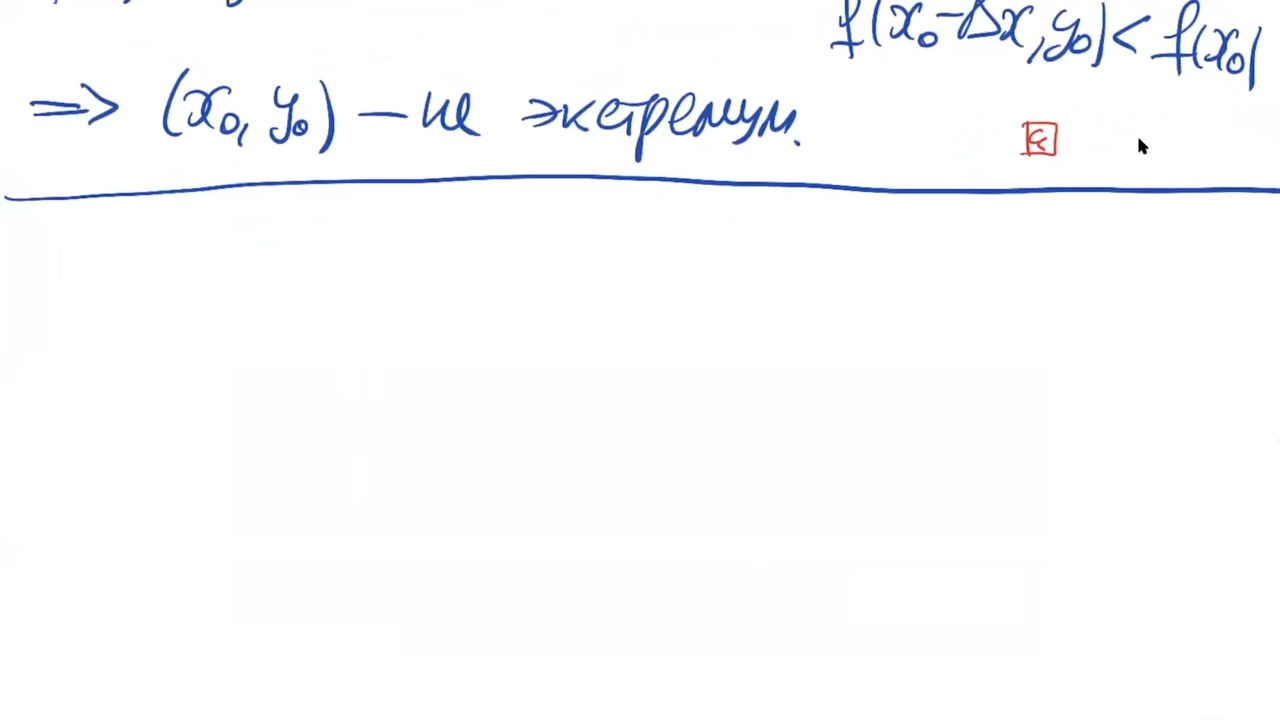 f(x₀-Δx, y₀) < f(x₀
=> (x₀, y₀) – не экстремум.